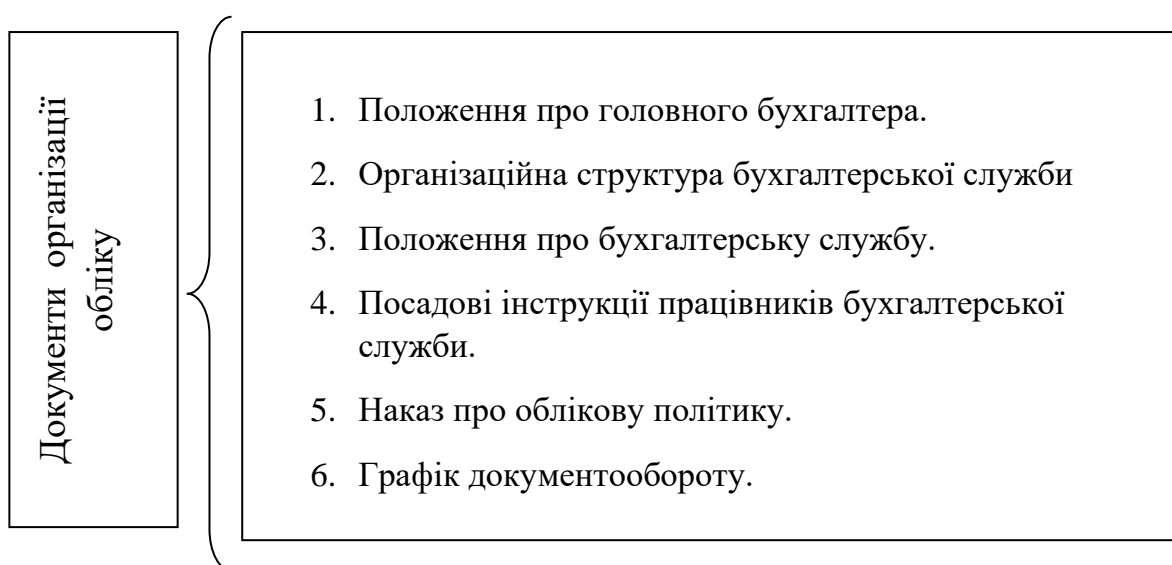 Документи організації
обліку
1. Положення про головного бухгалтера.
2. Організаційна структура бухгалтерської служби
3. Положення про бухгалтерську службу.
4. Посадові інструкції працівників бухгалтерської
служби.
5. Наказ про облікову політику.
6. Графік документообороту.